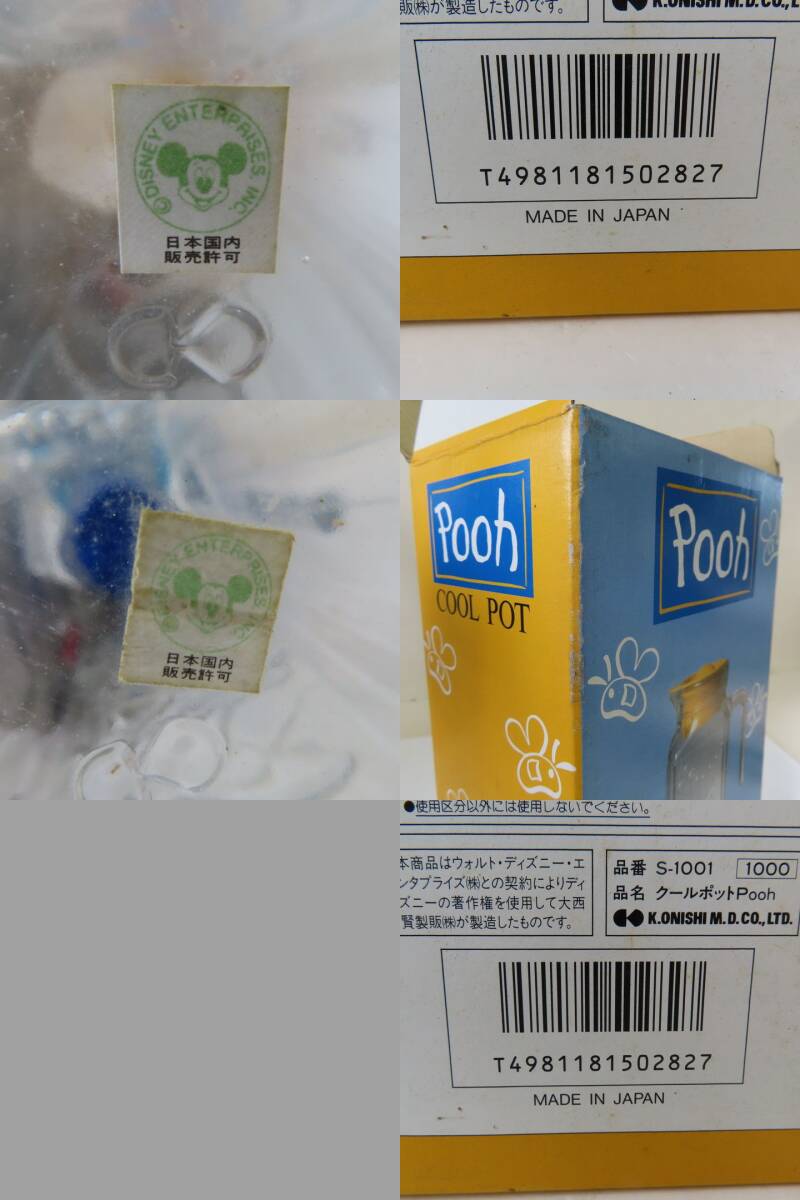 ©DISNEY ENTERPRISES INC.
日本国内
販売許可
販㈱が製造したものです。
K.ONISHI M.D.CO.,L
T4981181502827
MADE IN JAPAN
©DISNEY ENTERPRISES INC.
日本国内
販売許可
Pooh
COOL POT
Pooh
●使用区分以外には使用しないでください。
本商品はウォルト・ディズニー・エ
ンタプライズ㈱との契約によりディ
ズニーの著作権を使用して大西
賢製販㈱が製造したものです。
品番 S-1001 1000
品名 クールポットPooh
K.ONISHI M.D.CO.,LTD.
T4981181502827
MADE IN JAPAN